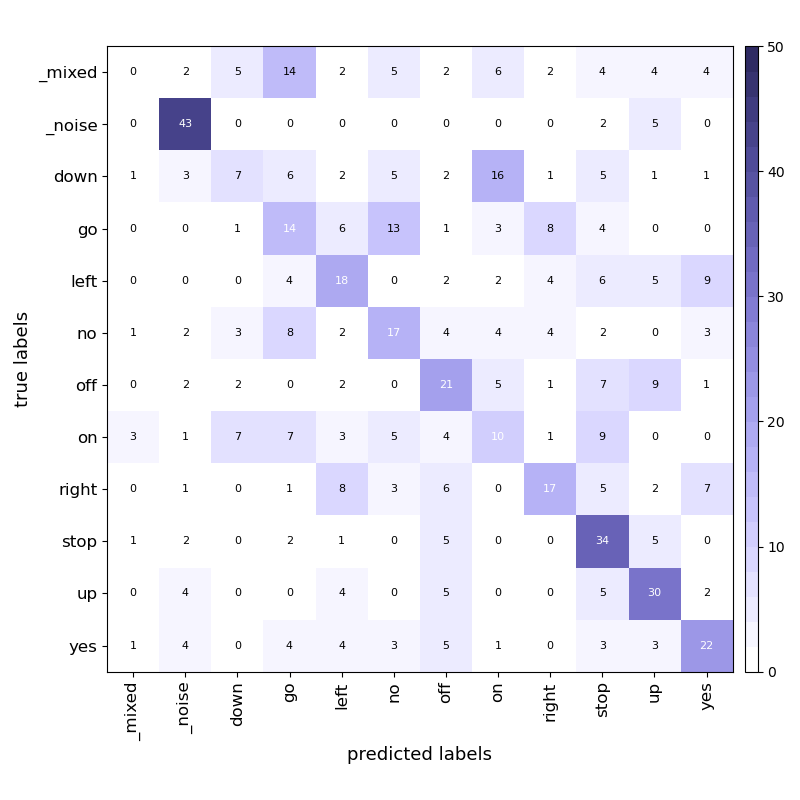 _mixed 0 2 5 14 2 5 2 6 2 4 4 4
_noise 0 43 0 0 0 0 0 0 0 2 5 0
down 1 3 7 6 2 5 2 16 1 5 1 1
go 0 0 1 14 6 13 1 3 8 4 0 0
left 0 0 0 4 18 0 2 2 4 6 5 9
no 1 2 3 8 2 17 4 4 4 2 0 3
off 0 2 2 0 2 0 21 5 1 7 9 1
on 3 1 7 7 3 5 4 10 1 9 0 0
right 0 1 0 1 8 3 6 0 17 5 2 7
stop 1 2 0 2 1 0 5 0 0 34 5 0
up 0 4 0 0 4 0 5 0 0 5 30 2
yes 1 4 0 4 4 3 5 1 0 3 3 22
_mixed _noise down go left no off on right stop up yes
predicted labels
true labels
50
40
30
20
10
0